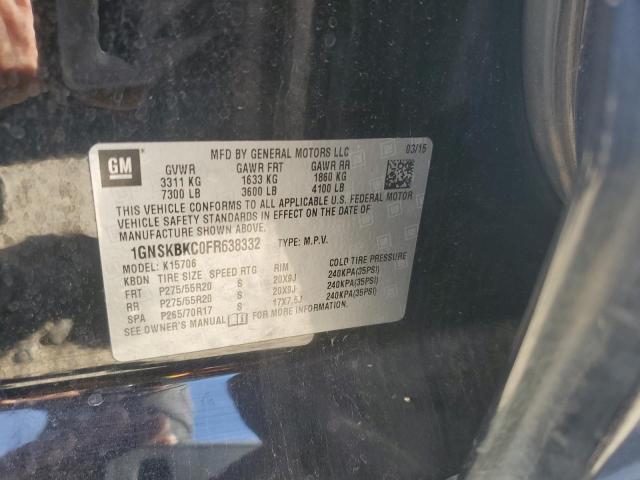 GM
MFD BY GENERAL MOTORS LLC
03/15
GVWR GAWR FRT GAWR RR
3311 KG 1633 KG 1860 KG
7300 LB 3600 LB 4100 LB
THIS VEHICLE CONFORMS TO ALL APPLICABLE U.S. FEDERAL MOTOR
VEHICLE SAFETY STANDARDS IN EFFECT ON THE DATE OF
MANUFACTURE SHOWN ABOVE.
1GNSKBKC0FR638332 TYPE: M.P.V.
MODEL: K15706
KBDN TIRE SIZE SPEED RTG RIM COLD TIRE PRESSURE
FRT P275/55R20 S 20X9J 240KPA(35PSI)
RR P275/55R20 S 20X9J 240KPA(35PSI)
SPA P265/70R17 S 17X7.5J 240KPA(35PSI)
SEE OWNER'S MANUAL FOR MORE INFORMATION.